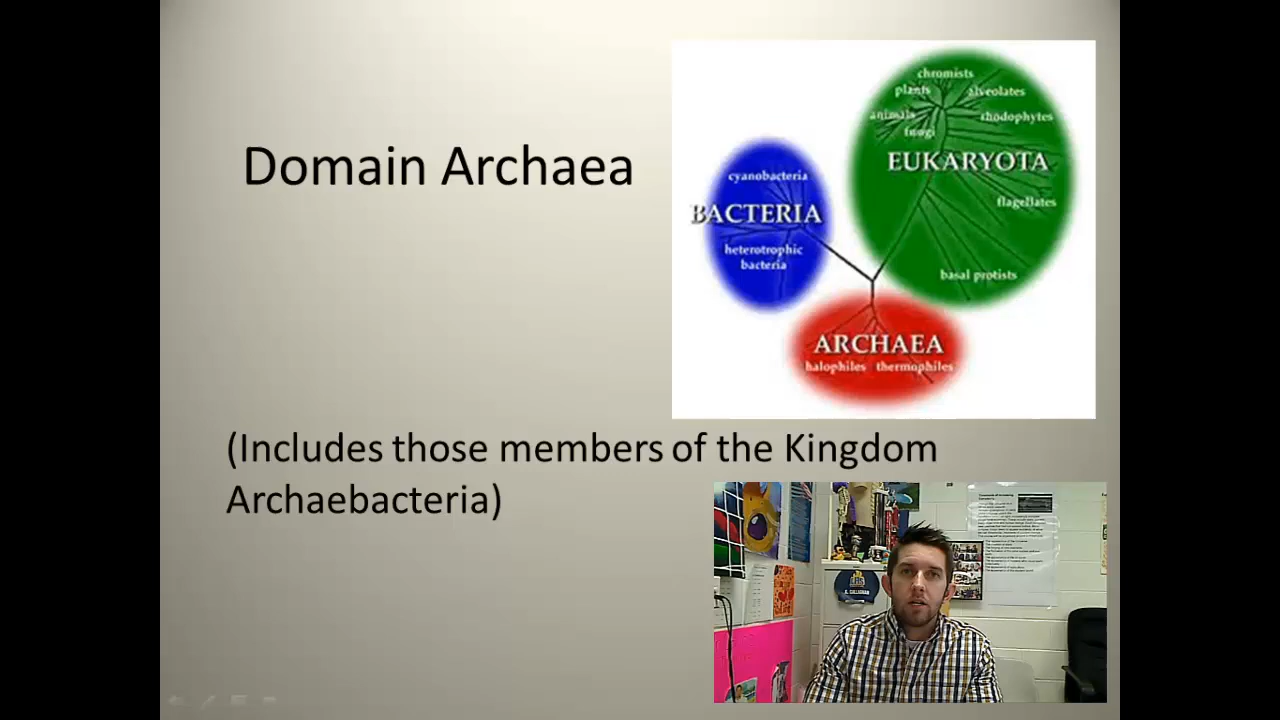 Domain Archaea
chromists
plants
alveolates
animals
rhodophytes
fungi
EUKARYOTA
flagellates
basal protists
cyanobacteria
BACTERIA
heterotrophic
bacteria
ARCHAEA
halophiles thermophiles
(Includes those members of the Kingdom
Archaebacteria)